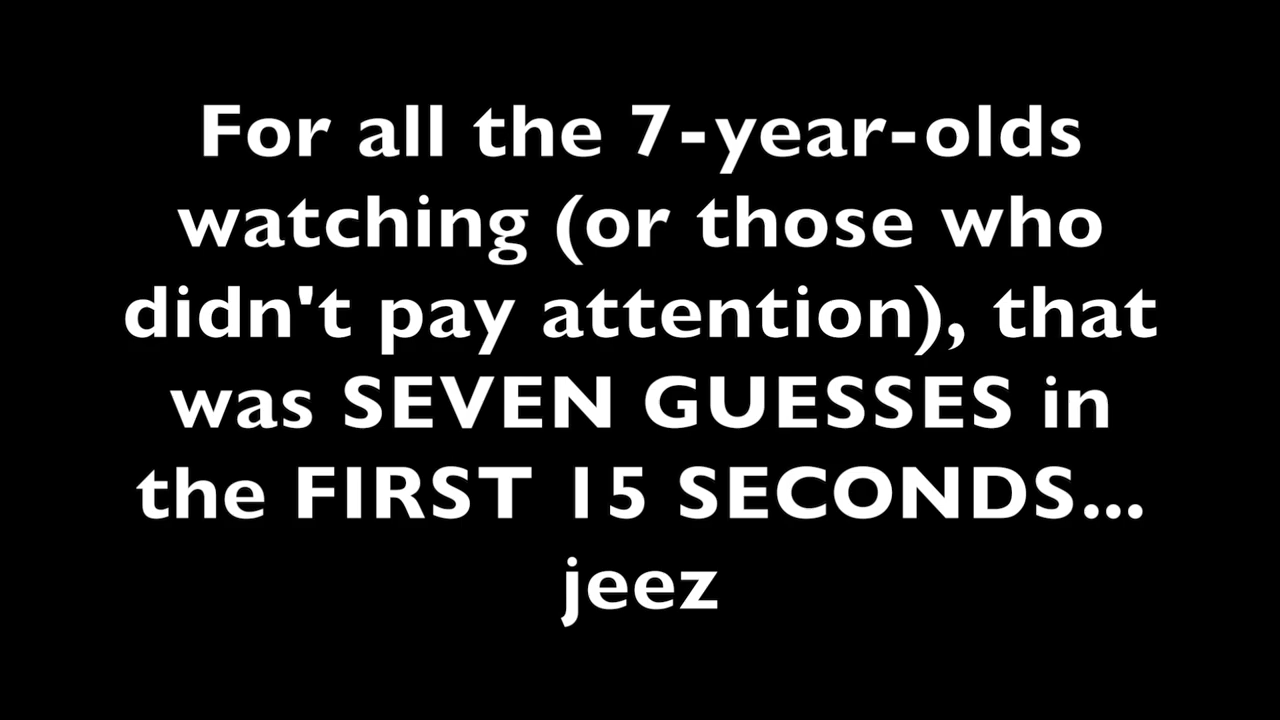 For all the 7-year-olds
watching (or those who
didn't pay attention), that
was SEVEN GUESSES in
the FIRST 15 SECONDS...
jeez